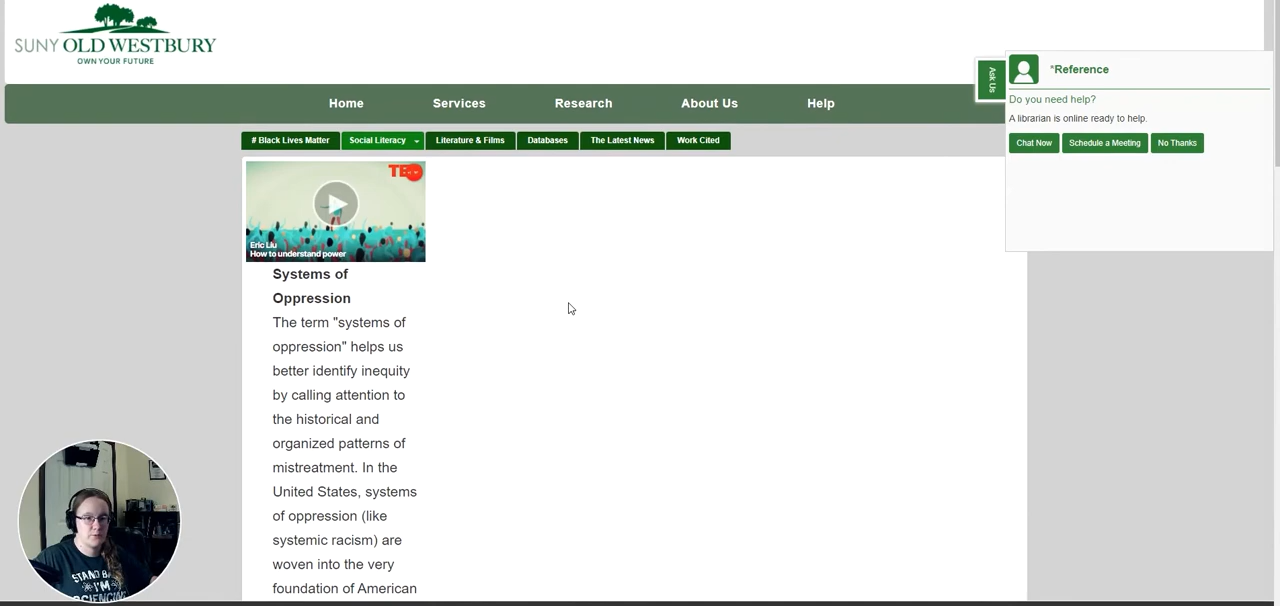 SUNY OLD WESTBURY
OWN YOUR FUTURE
Home Services Research About Us Help
Ask Us
*Reference
Do you need help?
A librarian is online ready to help.
Chat Now Schedule a Meeting No Thanks
# Black Lives Matter Social Literacy Literature & Films Databases The Latest News Work Cited
TED
Eric Liu
How to understand power
Systems of
Oppression
The term "systems of
oppression" helps us
better identify inequity
by calling attention to
the historical and
organized patterns of
mistreatment. In the
United States, systems
of oppression (like
systemic racism) are
woven into the very
foundation of American
STAND BA
I'M
SCIENCING